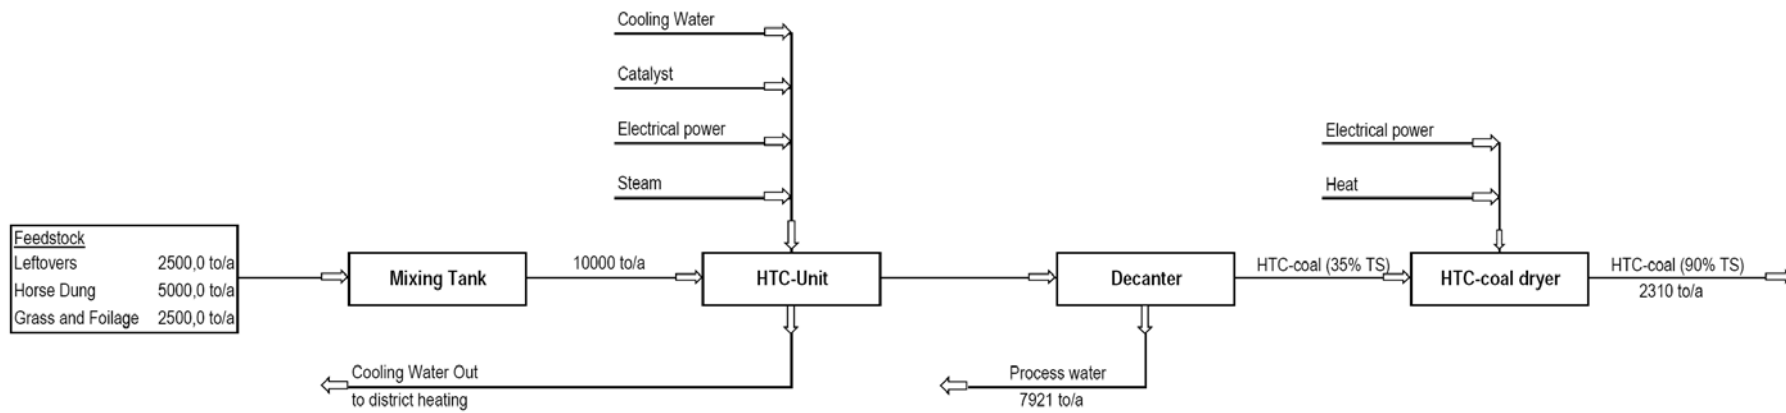 Cooling Water
Catalyst
Electrical power
Steam
Electrical power
Heat
Feedstock
Leftovers 2500,0 to/a
Horse Dung 5000,0 to/a
Grass and Foilage 2500,0 to/a
Mixing Tank
10000 to/a
HTC-Unit
Decanter
HTC-coal (35% TS)
HTC-coal dryer
HTC-coal (90% TS)
2310 to/a
Cooling Water Out
to district heating
Process water
7921 to/a